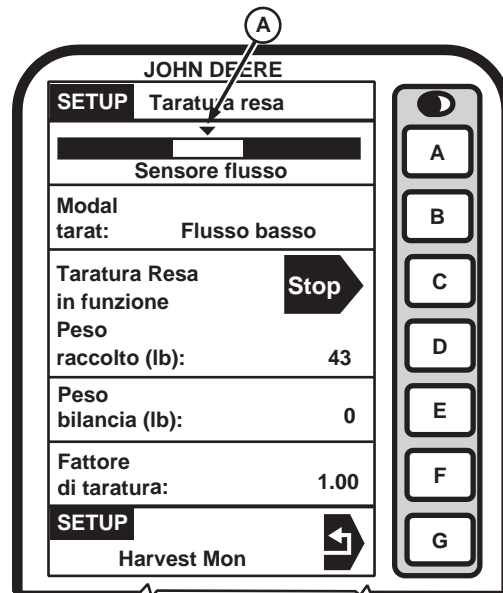 A
JOHN DEERE
SETUP Taratura resa
Sensore flusso
Modal
tarat: Flusso basso
Taratura Resa
in funzione
Stop
Peso
raccolto (lb): 43
Peso
bilancia (lb): 0
Fattore
di taratura: 1.00
SETUP
Harvest Mon
A
B
C
D
E
F
G